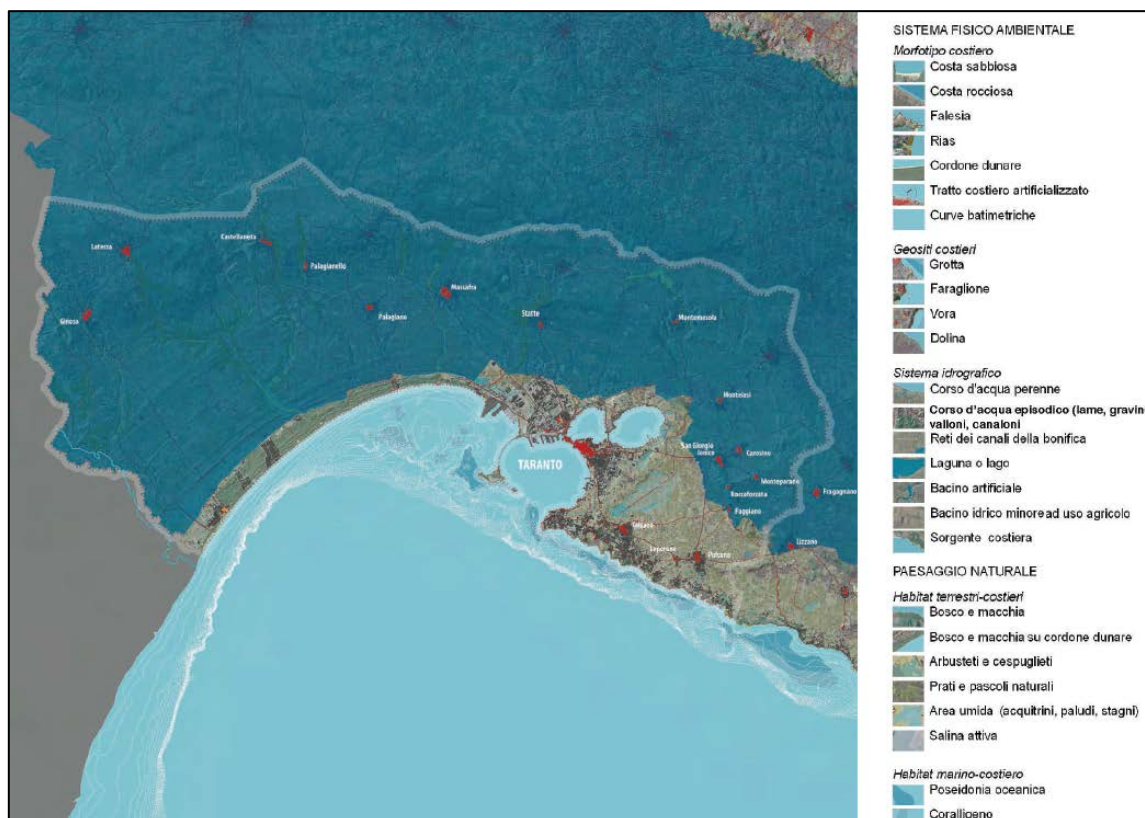 Laterza
Castellaneta
Palagianello
Ginosa
Palagiano
Massafra
Statte
Montemesola
Montéiasi
San Giorgio
Ionico
Carosino
Monteparano
Roccaforzata
Faggiano
Fragagnano
TARANTO
Talsano
Leporano
Pulsano
Lizzano
SISTEMA FISICO AMBIENTALE
Morfotipo costiero
Costa sabbiosa
Costa rocciosa
Falesia
Rias
Cordone dunare
Tratto costiero artificializzato
Curve batimetriche
Geositi costieri
Grotta
Faraglione
Vora
Dolina
Sistema idrografico
Corso d'acqua perenne
Corso d'acqua episodico (lame, gravin
valloni, canaloni
Reti dei canali della bonifica
Laguna o lago
Bacino artificiale
Bacino idrico minore ad uso agricolo
Sorgente costiera
PAESAGGIO NATURALE
Habitat terrestri-costieri
Bosco e macchia
Bosco e macchia su cordone dunare
Arbusteti e cespuglieti
Prati e pascoli naturali
Area umida (acquitrini, paludi, stagni)
Salina attiva
Habitat marino-costiero
Poseidonia oceanica
Coralligeno